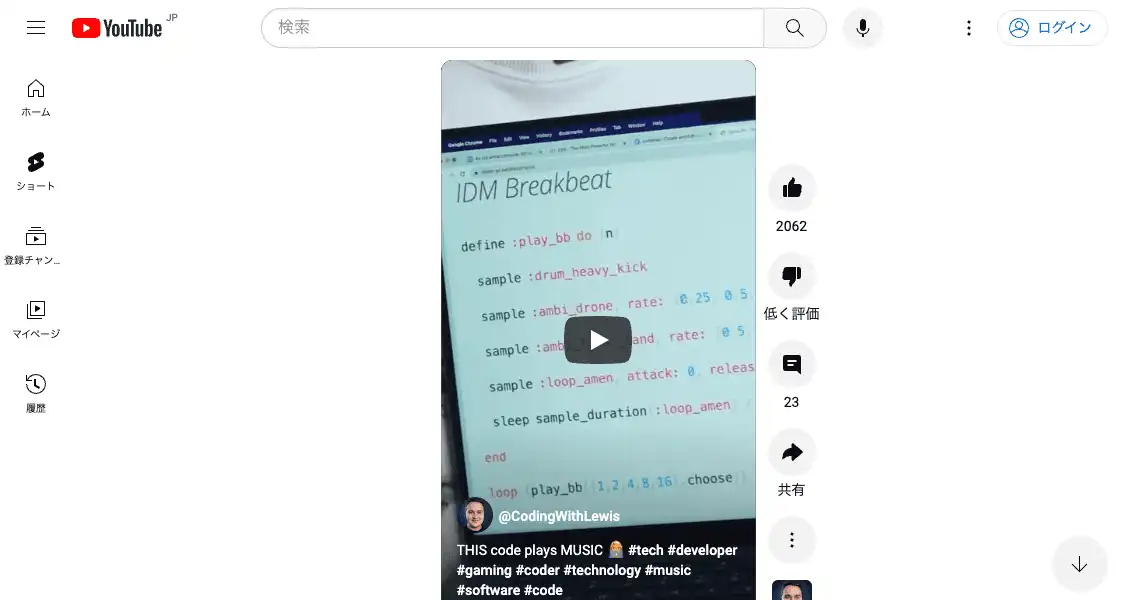 YouTube JP
検索
ログイン
ホーム
ショート
登録チャン...
マイページ
履歴
Google Chrome File Edit View History Bookmarks Profiles Tab Window Help
IDM Breakbeat
define :play_bb do n
sample :drum_heavy_kick
sample :ambi_drone rate: 0 25 0 5
sample rate: 0 5
sample :loop_amen attack: 0 releas
sleep sample_duration :loop_amen
end
loop play_bb 1,2,4,8,16 choose
@CodingWithLewis
THIS code plays MUSIC 👨🏼‍💻 #tech #developer
#gaming #coder #technology #music
#software #code
2062
低く評価
23
共有